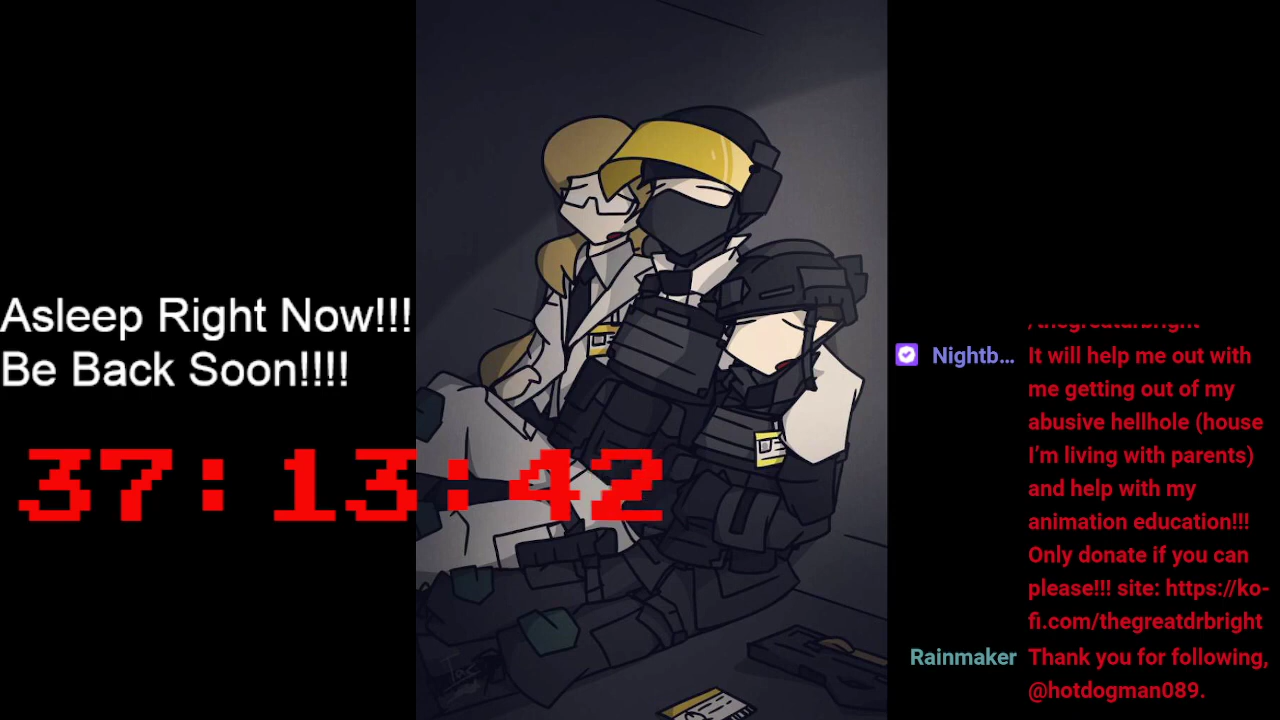 Asleep Right Now!!!
Be Back Soon!!!!
37:13:42
/thegreatdrbright
Nightb... It will help me out with
me getting out of my
abusive hellhole (house
I'm living with parents)
and help with my
animation education!!!
Only donate if you can
please!!! site: https://ko-
fi.com/thegreatdrbright
Rainmaker Thank you for following,
@hotdogman089.